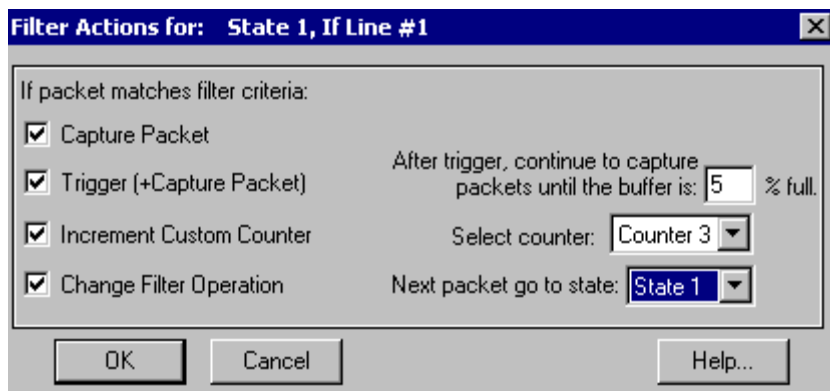 Filter Actions for: State 1, If Line #1
If packet matches filter criteria:
Capture Packet
Trigger (+Capture Packet)
After trigger, continue to capture
packets until the buffer is: 5 % full.
Increment Custom Counter
Select counter: Counter 3
Change Filter Operation
Next packet go to state: State 1
OK
Cancel
Help...